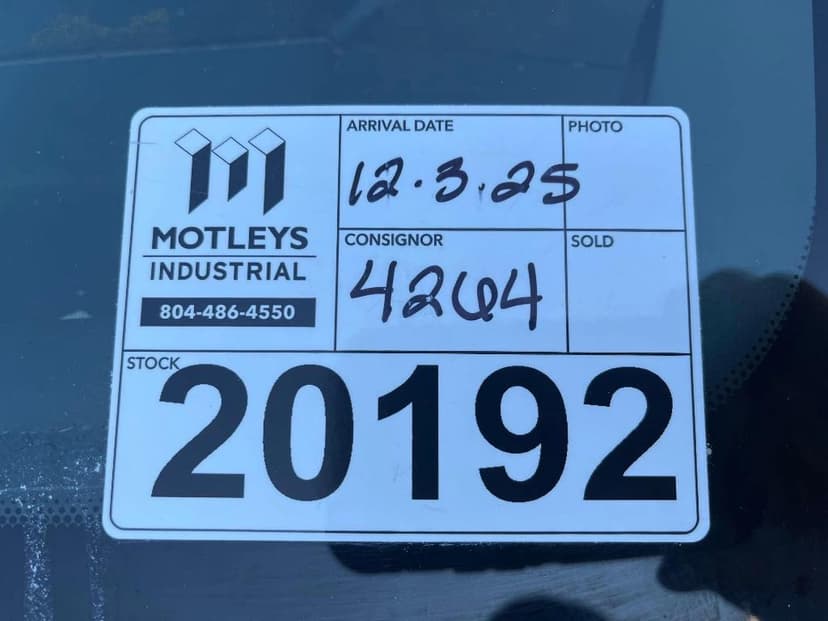 MOTLEYS
INDUSTRIAL
804-486-4550
ARRIVAL DATE
12.3.25
PHOTO
CONSIGNOR
4264
SOLD
STOCK
20192